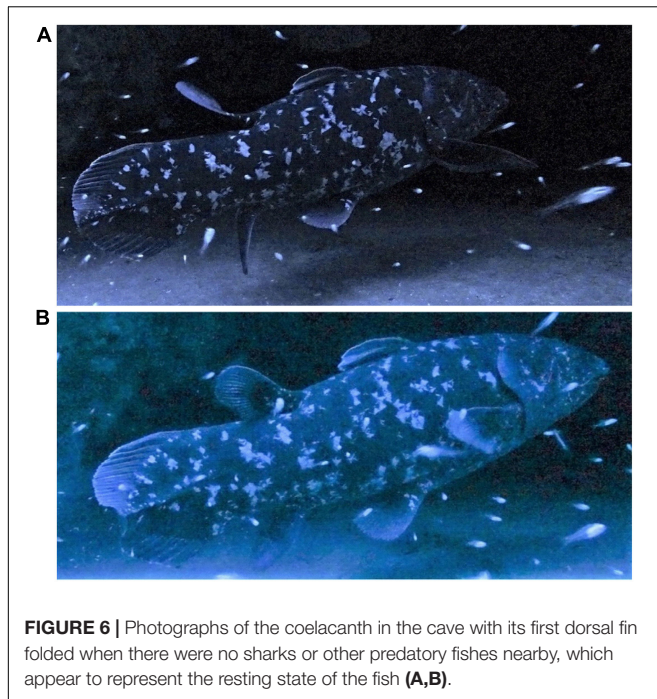 A
B
FIGURE 6 | Photographs of the coelacanth in the cave with its first dorsal fin
folded when there were no sharks or other predatory fishes nearby, which
appear to represent the resting state of the fish (A,B).